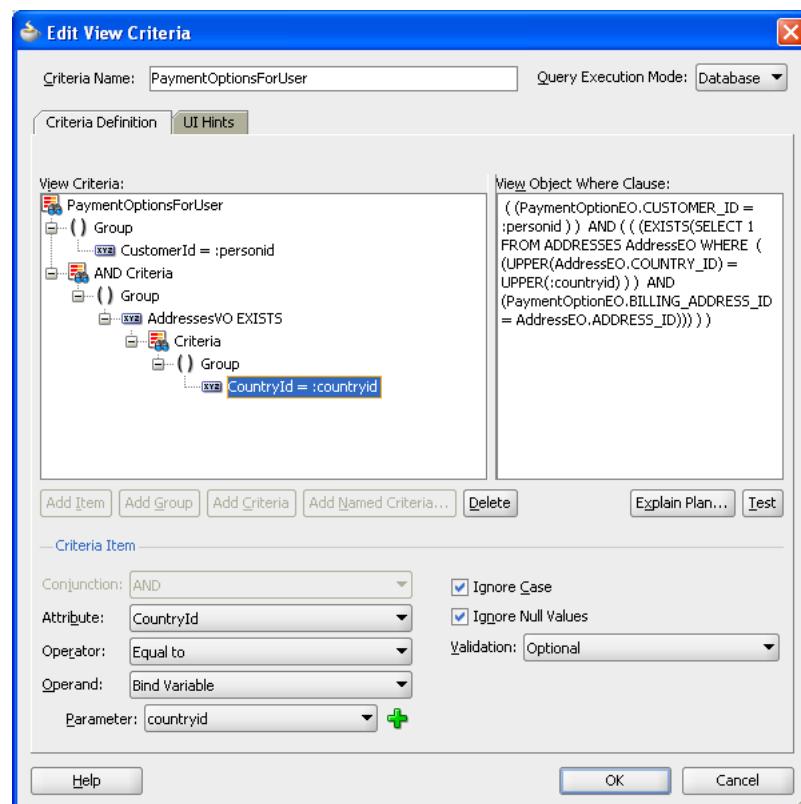 Edit View Criteria
Criteria Name: PaymentOptionsForUser Query Execution Mode: Database
Criteria Definition UI Hints
View Criteria:
PaymentOptionsForUser
( ) Group
XYZ CustomerId = :personid
AND Criteria
( ) Group
XYZ AddressesVO EXISTS
Criteria
( ) Group
XYZ CountryId = :countryid
View Object Where Clause:
( (PaymentOptionEO.CUSTOMER_ID =
:personid ) ) AND ( ( (EXISTS(SELECT 1
FROM ADDRESSES AddressEO WHERE (
(UPPER(AddressEO.COUNTRY_ID) =
UPPER(:countryid) ) ) AND
(PaymentOptionEO.BILLING_ADDRESS_ID
= AddressEO.ADDRESS_ID))) ) )
Add Item Add Group Add Criteria Add Named Criteria... Delete Explain Plan... Test
Criteria Item
Conjunction: AND
Attribute: CountryId
Operator: Equal to
Operand: Bind Variable
Parameter: countryid
Ignore Case
Ignore Null Values
Validation: Optional
Help OK Cancel